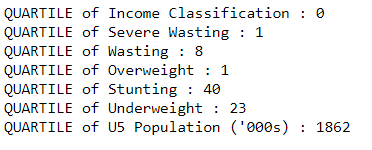 QUARTILE of Income Classification : 0
QUARTILE of Severe Wasting : 1
QUARTILE of Wasting : 8
QUARTILE of Overweight : 1
QUARTILE of Stunting : 40
QUARTILE of Underweight : 23
QUARTILE of U5 Population ('000s) : 1862